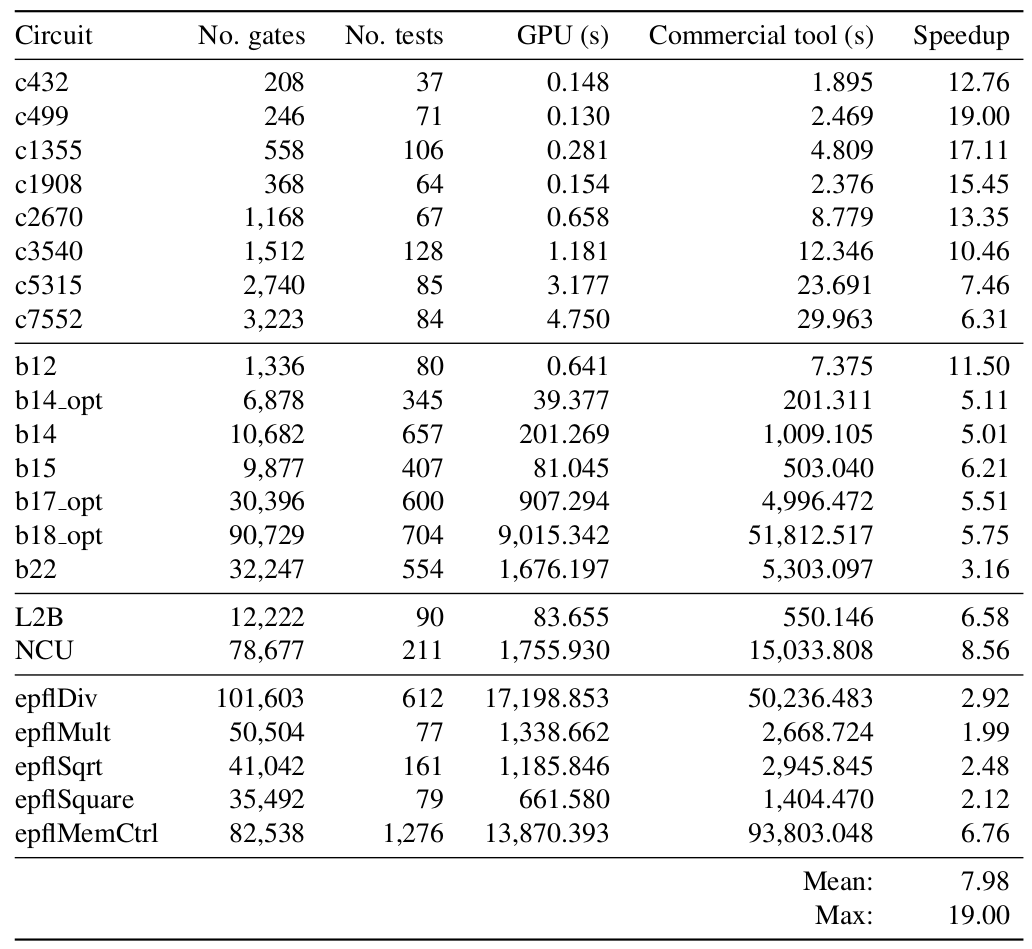 Circuit No. gates No. tests GPU (s) Commercial tool (s) Speedup
c432 208 37 0.148 1.895 12.76
c499 246 71 0.130 2.469 19.00
c1355 558 106 0.281 4.809 17.11
c1908 368 64 0.154 2.376 15.45
c2670 1,168 67 0.658 8.779 13.35
c3540 1,512 128 1.181 12.346 10.46
c5315 2,740 85 3.177 23.691 7.46
c7552 3,223 84 4.750 29.963 6.31
b12 1,336 80 0.641 7.375 11.50
b14_opt 6,878 345 39.377 201.311 5.11
b14 10,682 657 201.269 1,009.105 5.01
b15 9,877 407 81.045 503.040 6.21
b17_opt 30,396 600 907.294 4,996.472 5.51
b18_opt 90,729 704 9,015.342 51,812.517 5.75
b22 32,247 554 1,676.197 5,303.097 3.16
L2B 12,222 90 83.655 550.146 6.58
NCU 78,677 211 1,755.930 15,033.808 8.56
epflDiv 101,603 612 17,198.853 50,236.483 2.92
epflMult 50,504 77 1,338.662 2,668.724 1.99
epflSqrt 41,042 161 1,185.846 2,945.845 2.48
epflSquare 35,492 79 661.580 1,404.470 2.12
epflMemCtrl 82,538 1,276 13,870.393 93,803.048 6.76
Mean: 7.98
Max: 19.00